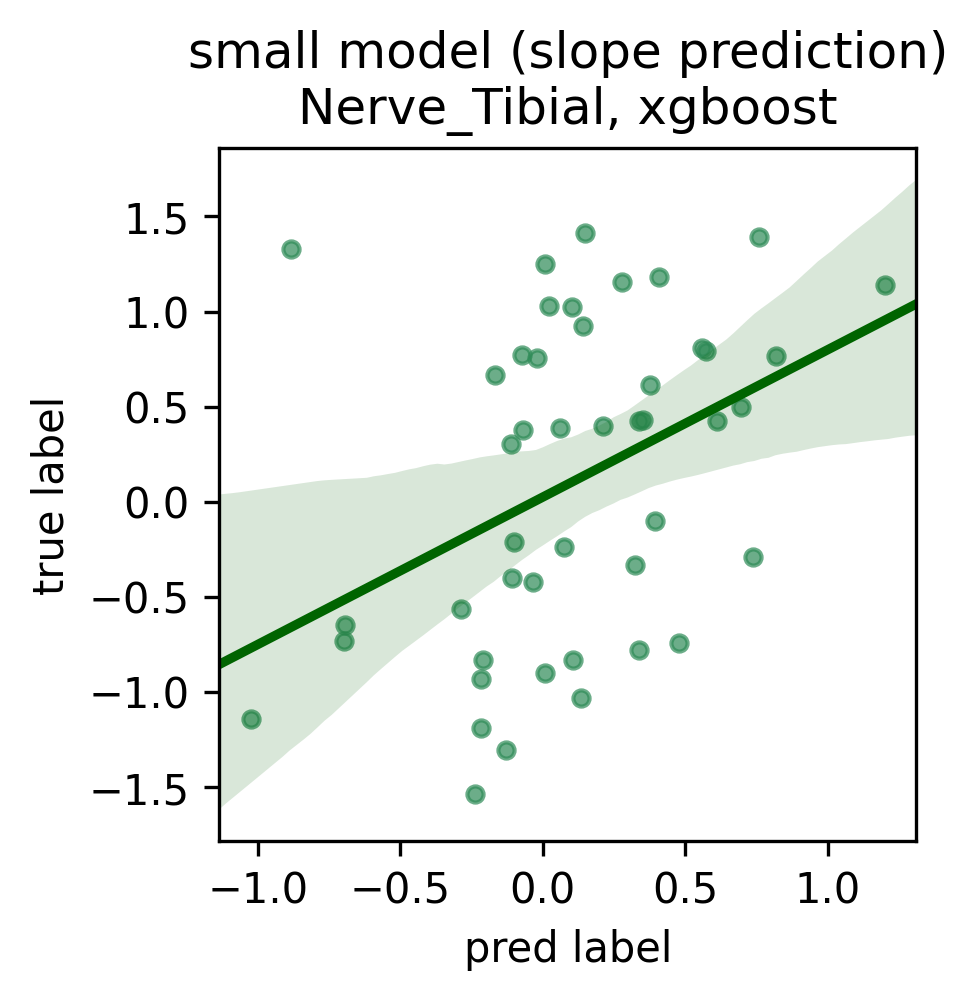 small model (slope prediction)
Nerve_Tibial, xgboost
1.5
1.0
0.5
0.0
−0.5
−1.0
−1.5
true label
−1.0 −0.5 0.0 0.5 1.0
pred label